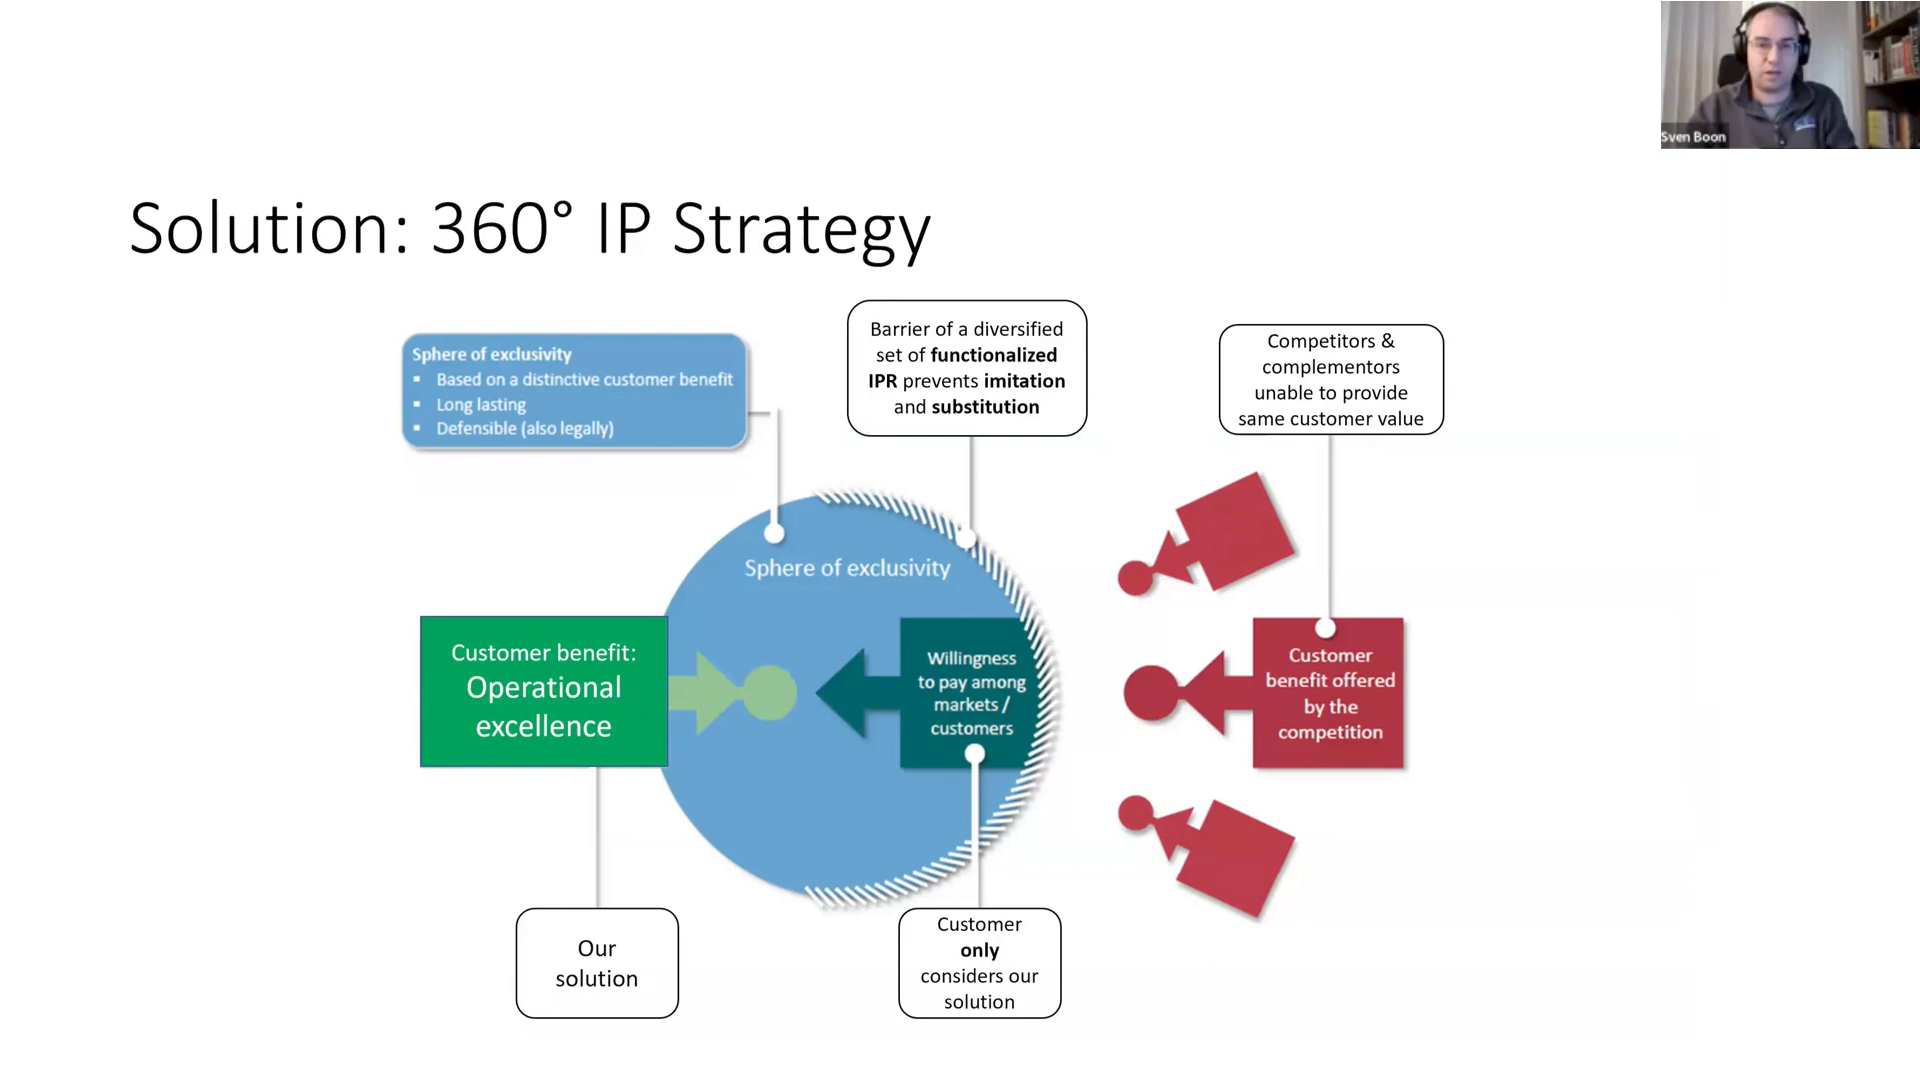 Sven Boon
Solution: 360° IP Strategy
Sphere of exclusivity
▪ Based on a distinctive customer benefit
▪ Long lasting
▪ Defensible (also legally)
Barrier of a diversified
set of functionalized
IPR prevents imitation
and substitution
Competitors &
complementors
unable to provide
same customer value
Sphere of exclusivity
Customer benefit:
Operational
excellence
Willingness
to pay among
markets /
customers
Customer
benefit offered
by the
competition
Our
solution
Customer
only
considers our
solution